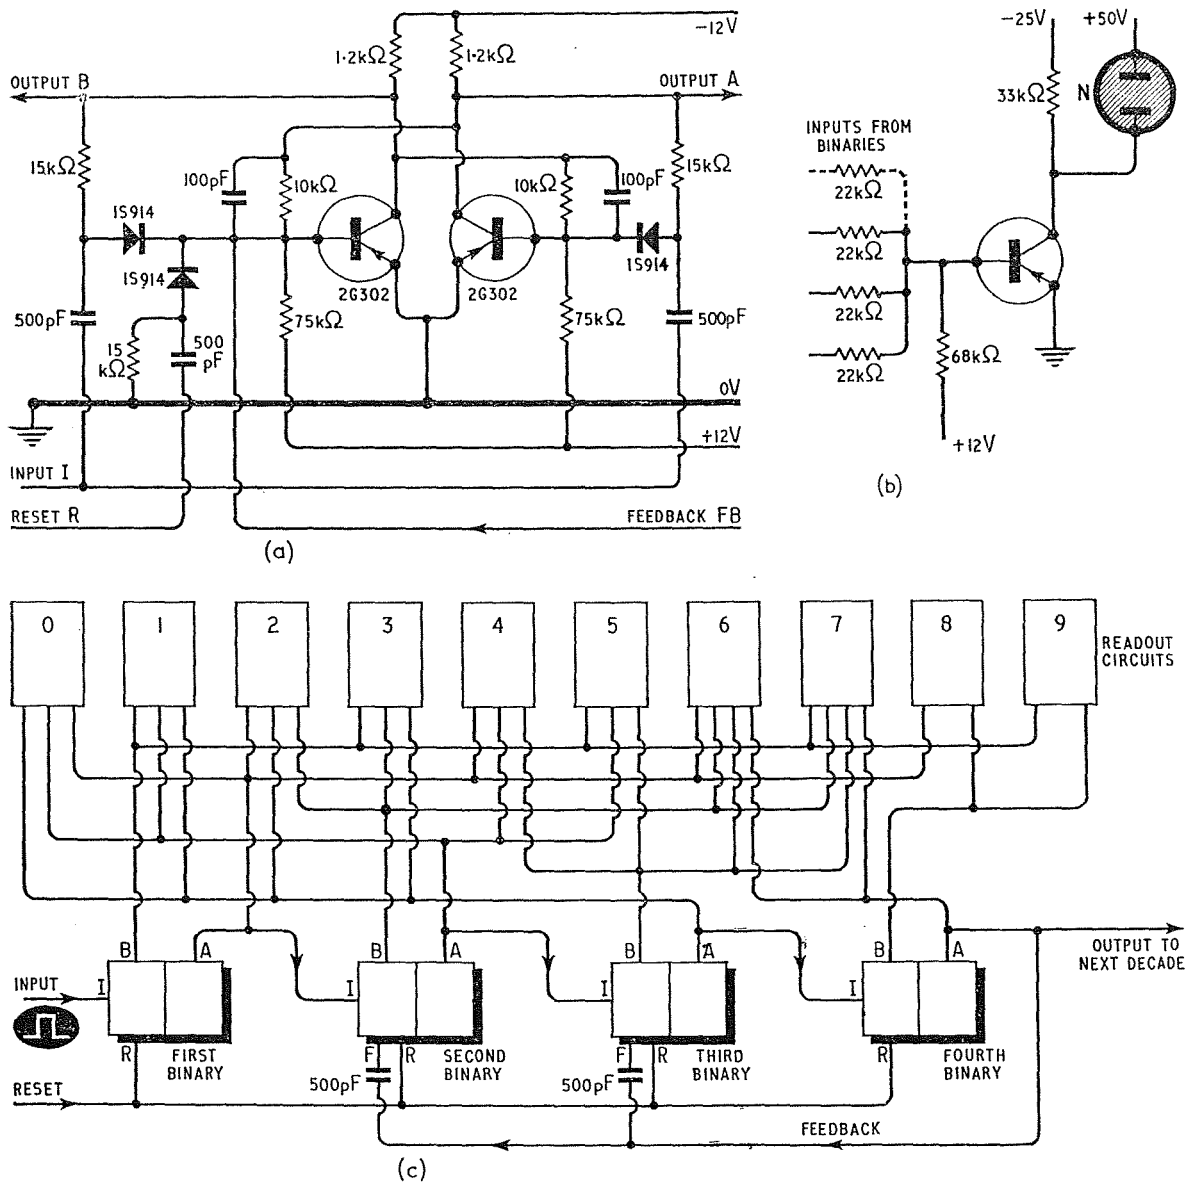 -12V
1·2kΩ
1·2kΩ
OUTPUT B
OUTPUT A
15kΩ
100pF
10kΩ
10kΩ
100pF
15kΩ
1S914
1S914
1S914
2G302
2G302
500pF
75kΩ
75kΩ
500pF
15
kΩ
500
pF
0V
+12V
INPUT I
RESET R
FEEDBACK FB
(a)
-25V
+50V
33kΩ
N
INPUTS FROM
BINARIES
22kΩ
22kΩ
22kΩ
22kΩ
68kΩ
+12V
(b)
0
1
2
3
4
5
6
7
8
9
READOUT
CIRCUITS
B
A
B
A
B
A
B
A
OUTPUT TO
NEXT DECADE
INPUT
I
I
I
I
R
FIRST
BINARY
F
R
SECOND
BINARY
F
R
THIRD
BINARY
R
FOURTH
BINARY
500pF
500pF
RESET
FEEDBACK
(c)